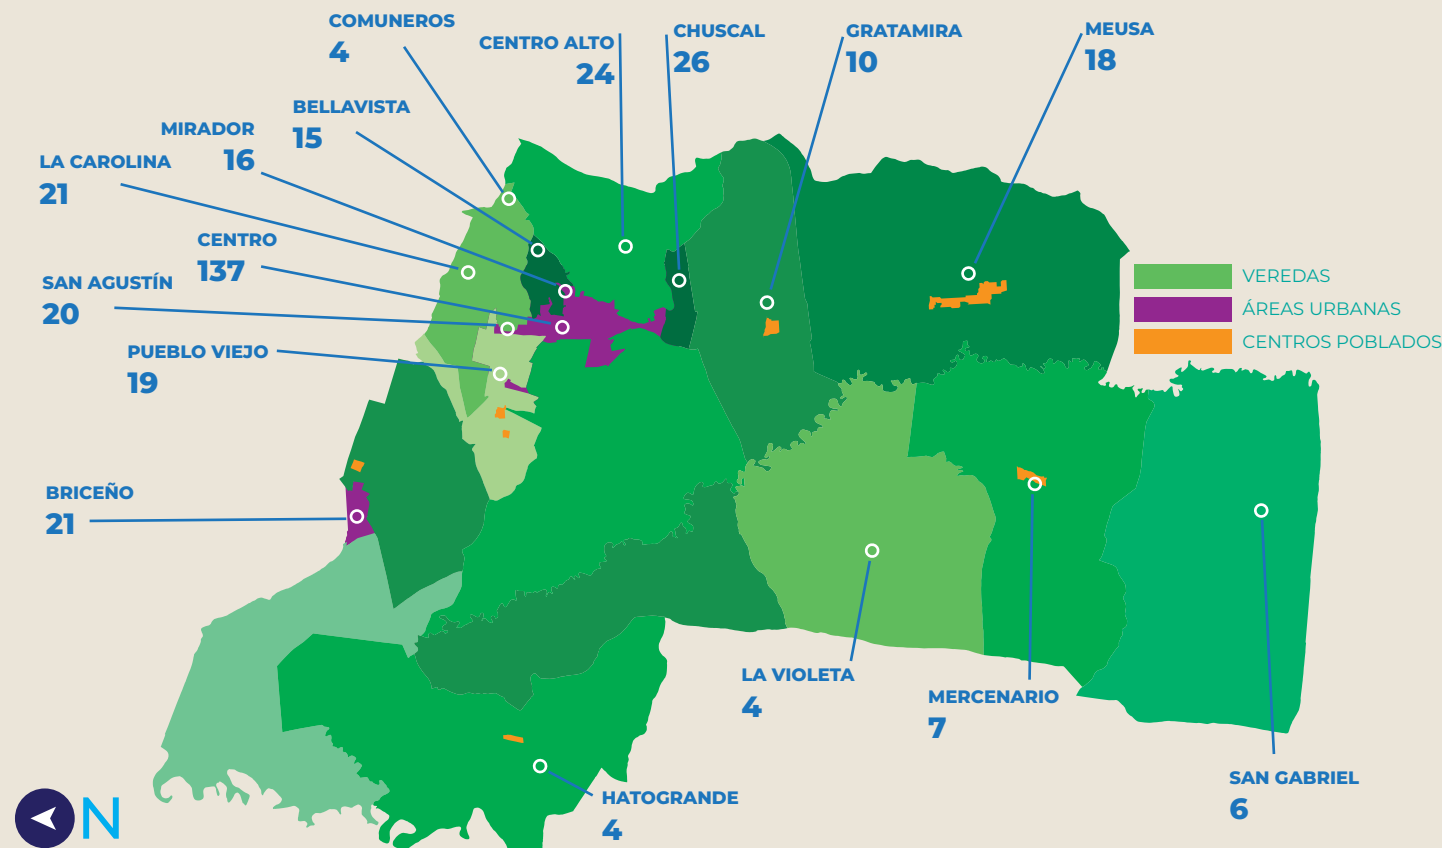 COMUNEROS
4
CENTRO ALTO
24
CHUSCAL
26
GRATAMIRA
10
MEUSA
18
BELLAVISTA
15
MIRADOR
16
LA CAROLINA
21
CENTRO
137
SAN AGUSTÍN
20
PUEBLO VIEJO
19
BRICEÑO
21
VEREDAS
ÁREAS URBANAS
CENTROS POBLADOS
LA VIOLETA
4
MERCENARIO
7
SAN GABRIEL
6
HATOGRANDE
4
N